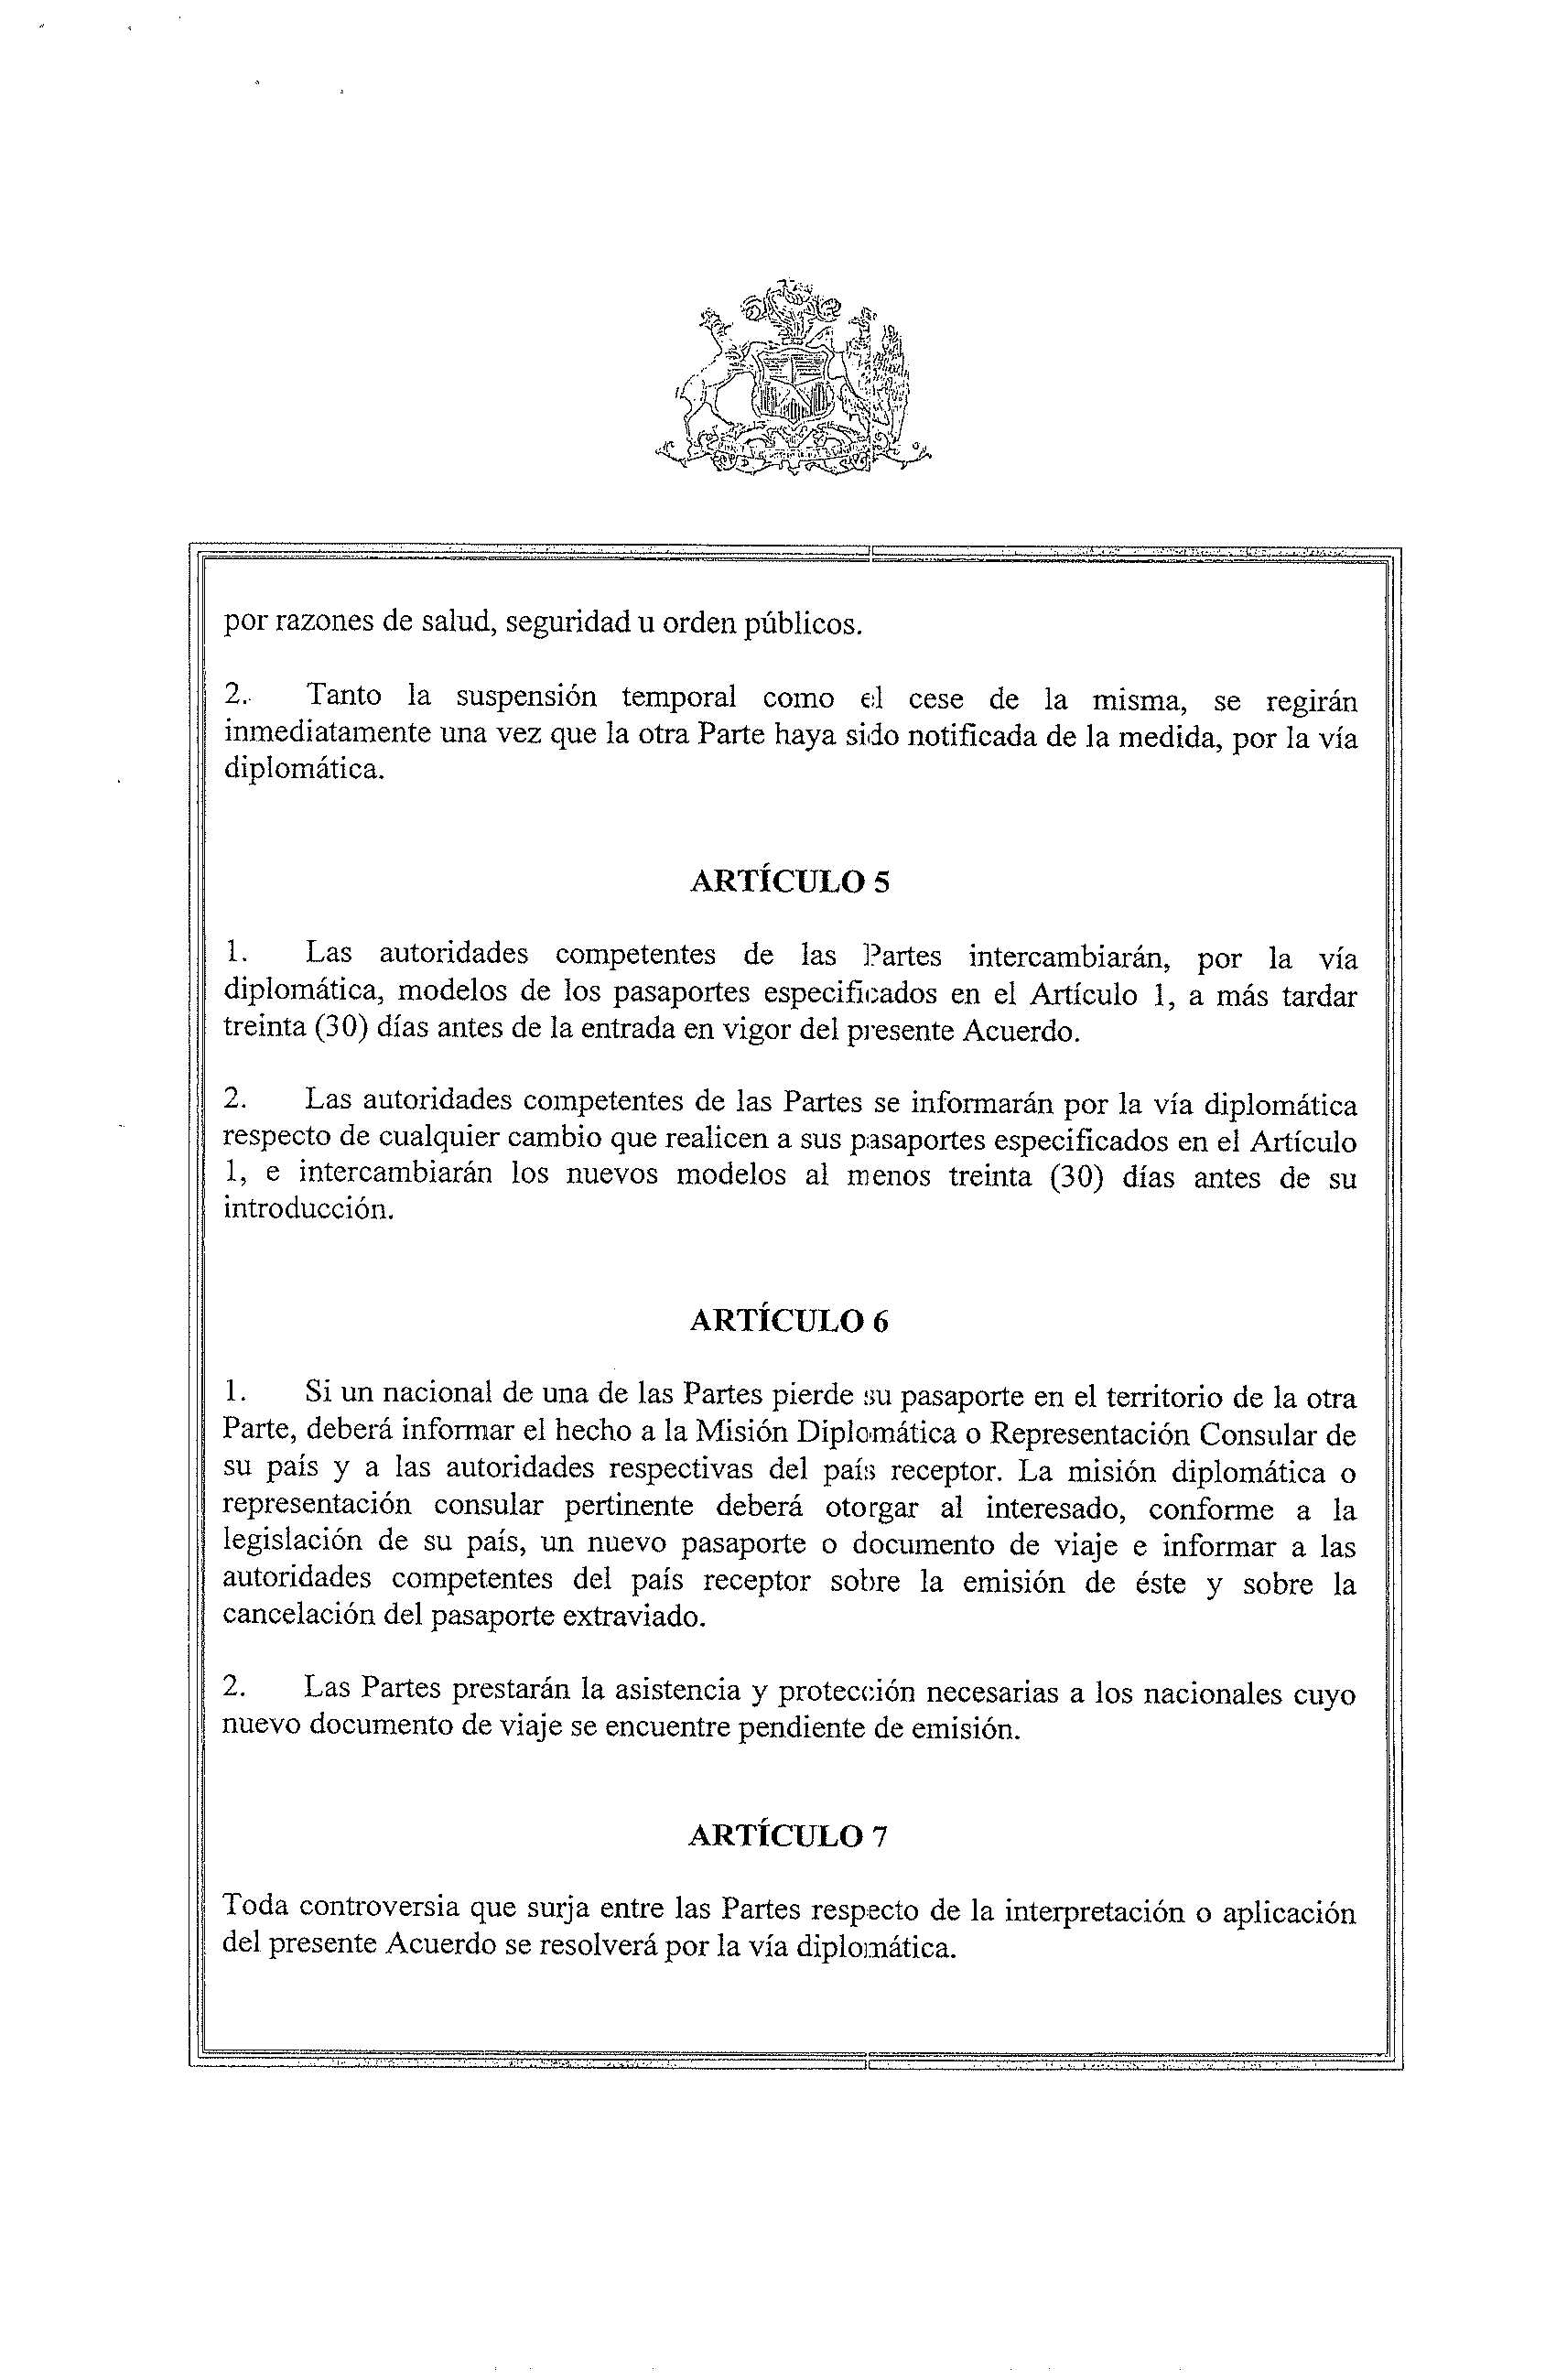 por razones de salud, seguridad u orden públicos.
2. Tanto la suspensión temporal como el cese de la misma, se regirán
inmediatamente una vez que la otra Parte haya sido notificada de la medida, por la vía
diplomática.
ARTÍCULO 5
1. Las autoridades competentes de las Partes intercambiarán, por la vía
diplomática, modelos de los pasaportes especificados en el Artículo 1, a más tardar
treinta (30) días antes de la entrada en vigor del presente Acuerdo.
2. Las autoridades competentes de las Partes se informarán por la vía diplomática
respecto de cualquier cambio que realicen a sus pasaportes especificados en el Artículo
1, e intercambiarán los nuevos modelos al menos treinta (30) días antes de su
introducción.
ARTÍCULO 6
1. Si un nacional de una de las Partes pierde su pasaporte en el territorio de la otra
Parte, deberá informar el hecho a la Misión Diplomática o Representación Consular de
su país y a las autoridades respectivas del país receptor. La misión diplomática o
representación consular pertinente deberá otorgar al interesado, conforme a la
legislación de su país, un nuevo pasaporte o documento de viaje e informar a las
autoridades competentes del país receptor sobre la emisión de éste y sobre la
cancelación del pasaporte extraviado.
2. Las Partes prestarán la asistencia y protección necesarias a los nacionales cuyo
nuevo documento de viaje se encuentre pendiente de emisión.
ARTÍCULO 7
Toda controversia que surja entre las Partes respecto de la interpretación o aplicación
del presente Acuerdo se resolverá por la vía diplomática.